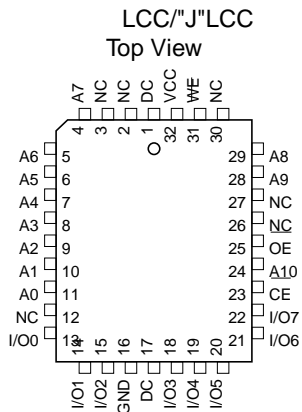 LCC/"J"LCC
Top View
A7 NC NC DC VCC WE NC
4 3 2 1 32 31 30
A6 5 29 A8
A5 6 28 A9
A4 7 27 NC
A3 8 26 NC
A2 9 25 OE
A1 10 24 A10
A0 11 23 CE
NC 12 22 I/O7
I/O0 13 21 I/O6
14 15 16 17 18 19 20
I/O1 I/O2 GND DC I/O3 I/O4 I/O5